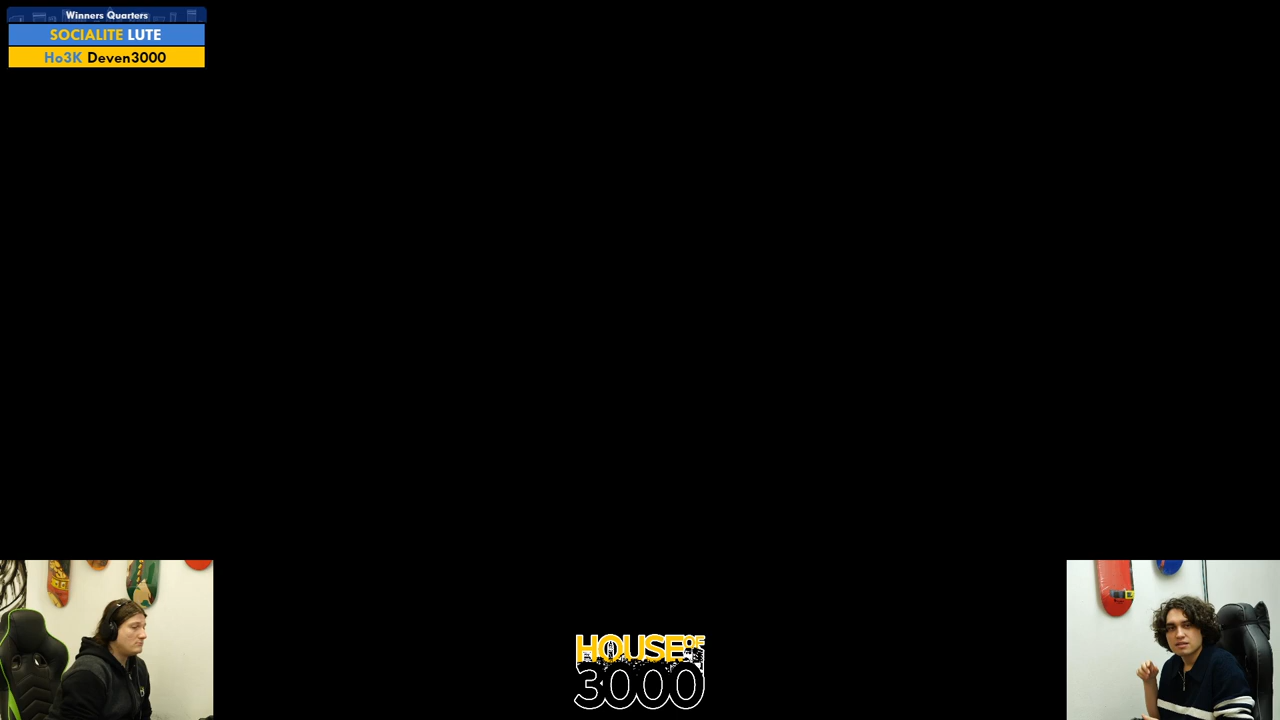 Winners Quarters
SOCIALITE LUTE
Ho3K Deven3000
HOUSE OF
3000